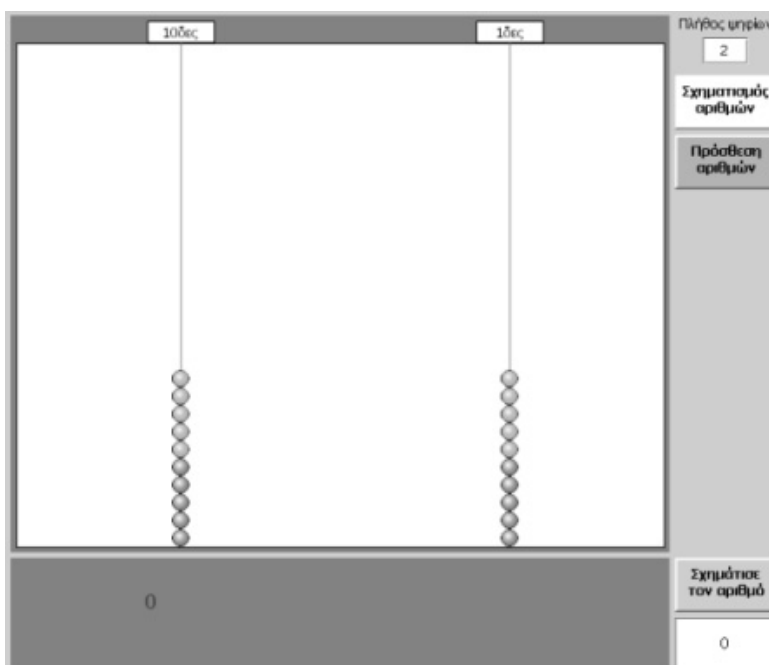 10δες
1δες
Πλήθος ψηφίων
2
Σχηματισμός
αριθμών
Πρόσθεση
αριθμών
0
Σχημάτισε
τον αριθμό
0